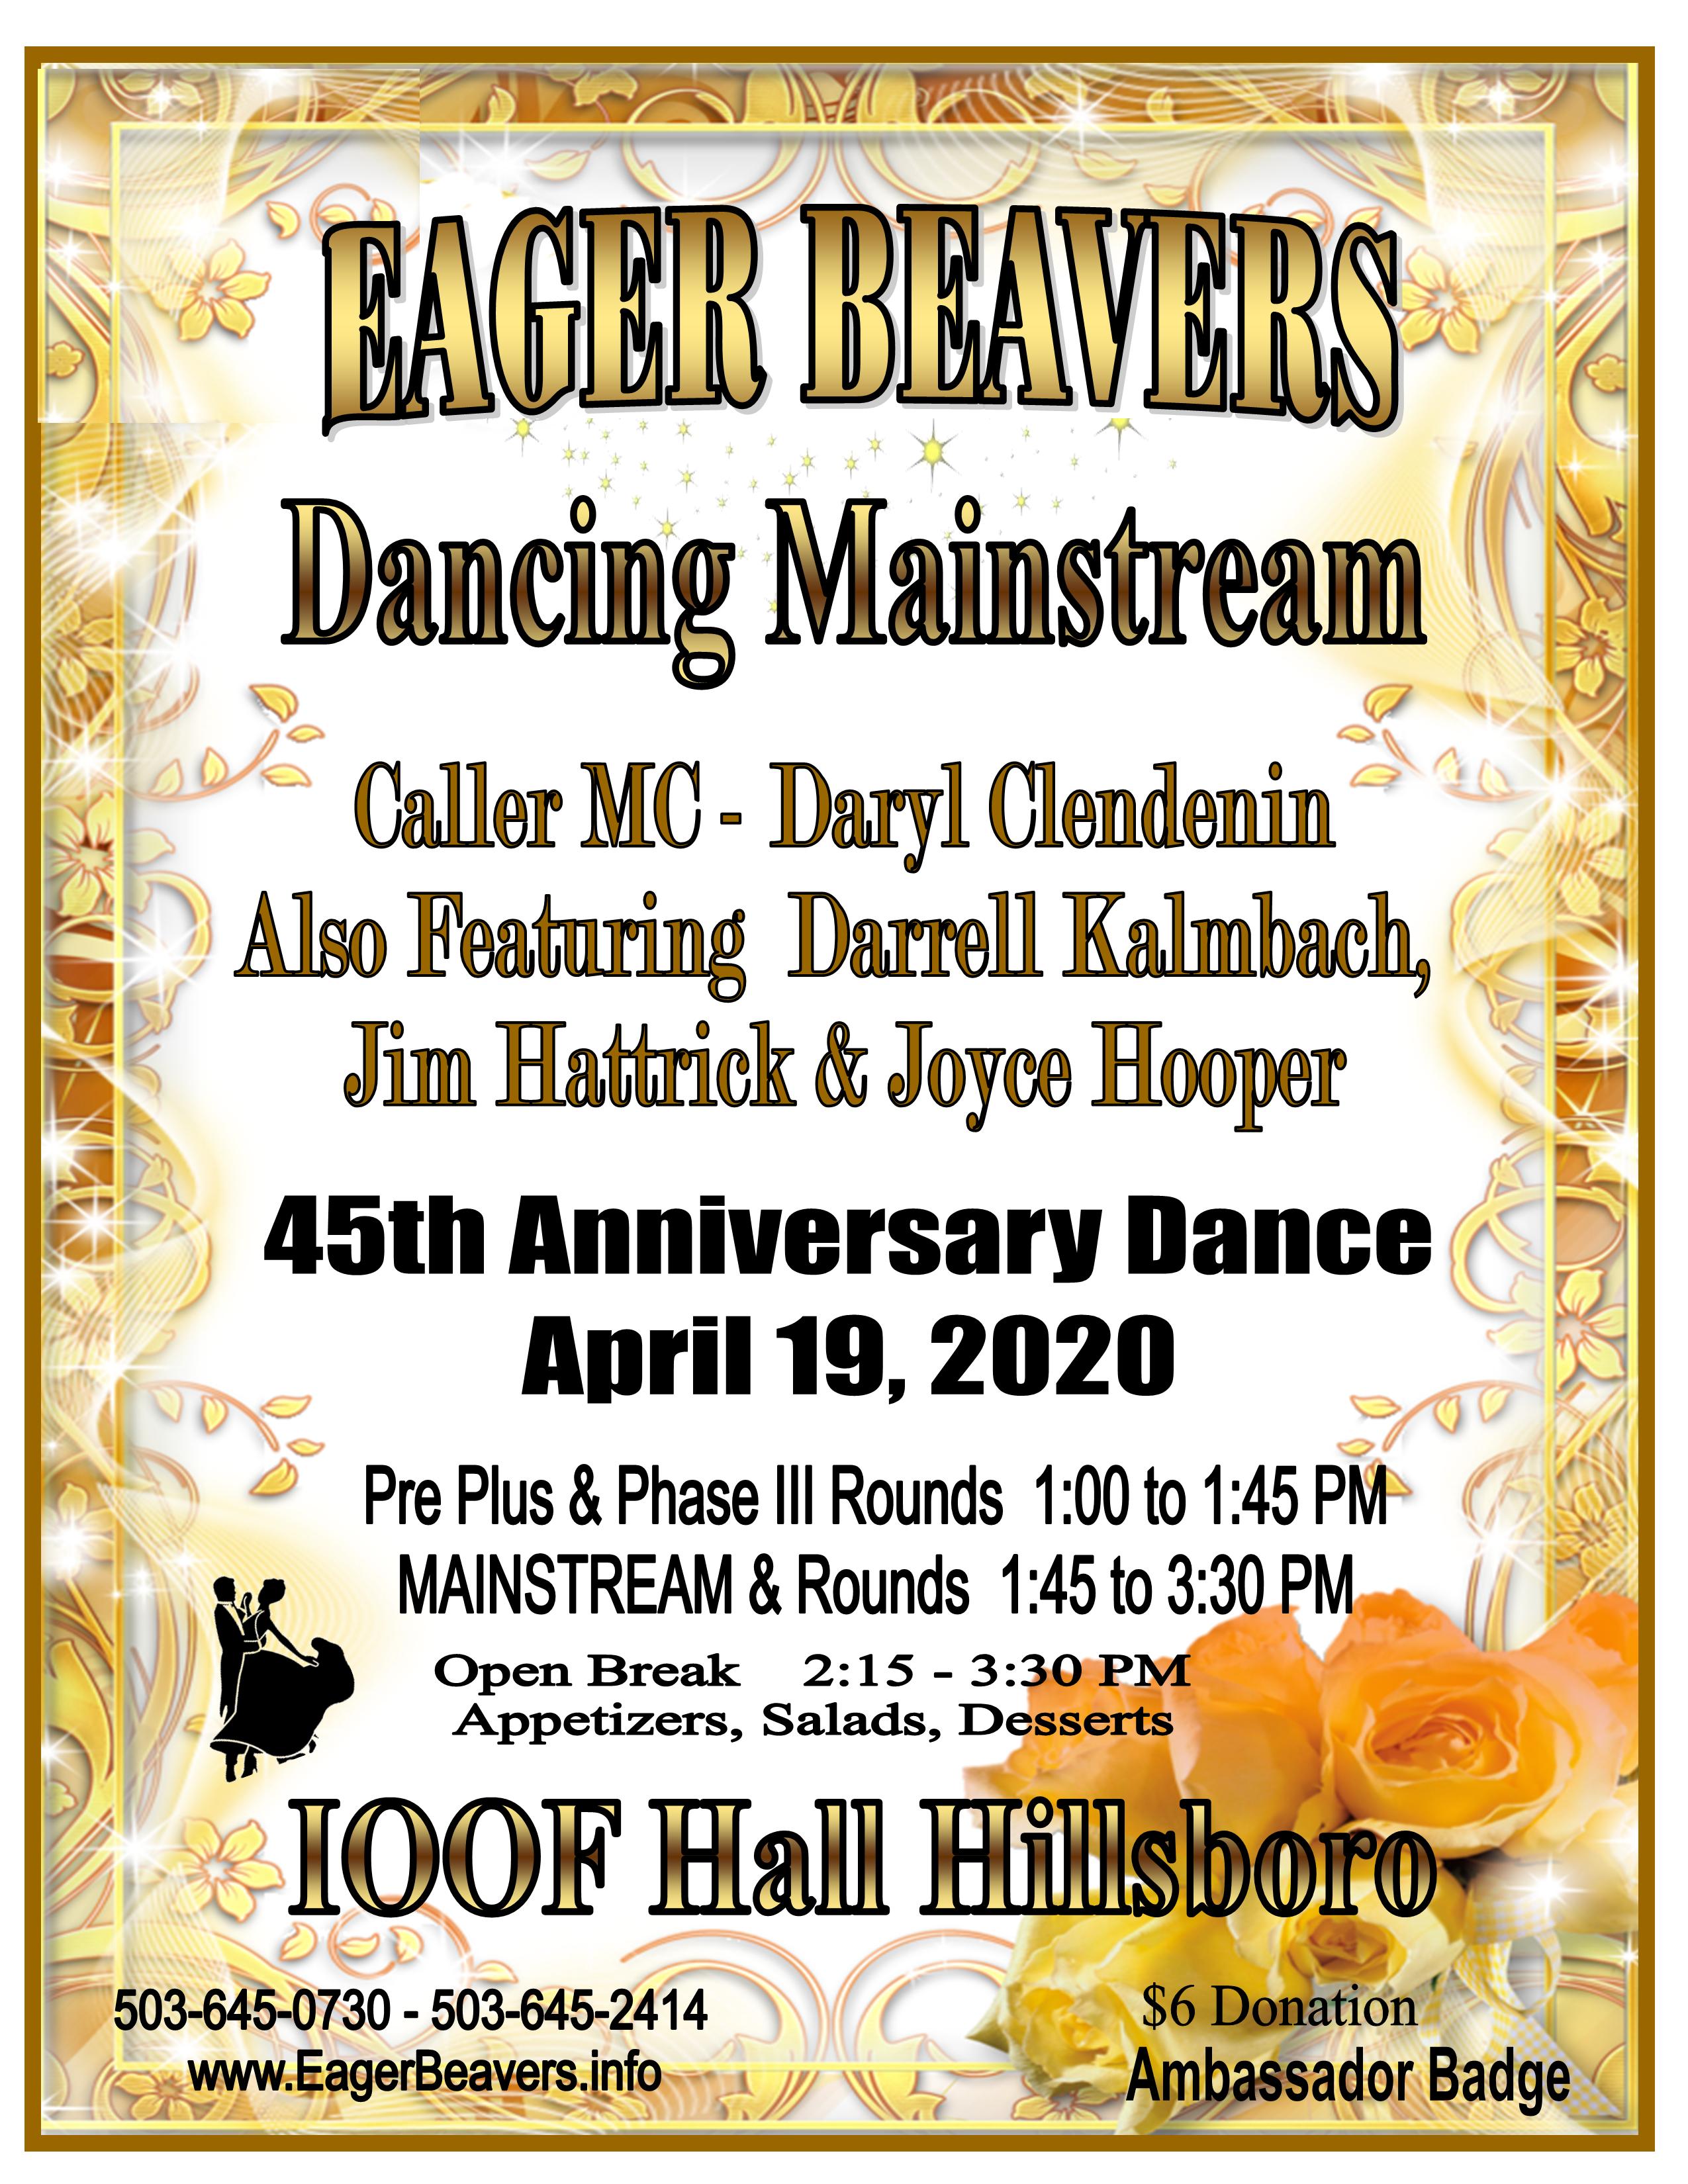 EAGER BEAVERS
Dancing Mainstream
Caller MC - Daryl Clendenin
Also Featuring Darrell Kalmbach,
Jim Hattrick & Joyce Hooper
45th Anniversary Dance
April 19, 2020
Pre Plus & Phase III Rounds 1:00 to 1:45 PM
MAINSTREAM & Rounds 1:45 to 3:30 PM
Open Break 2:15 - 3:30 PM
Appetizers, Salads, Desserts
IOOF Hall Hillsboro
503-645-0730 - 503-645-2414
www.EagerBeavers.info
$6 Donation
Ambassador Badge